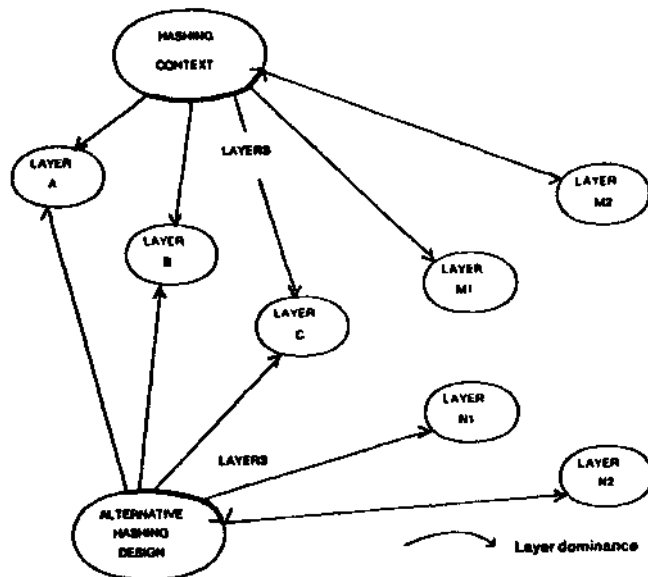 HASHING
CONTEXT
LAYERS
LAYER
A
LAYER
M2
LAYER
B
LAYER
M1
LAYER
C
LAYER
N1
LAYERS
LAYER
N2
ALTERNATIVE
HASHING
DESIGN
Layer dominance